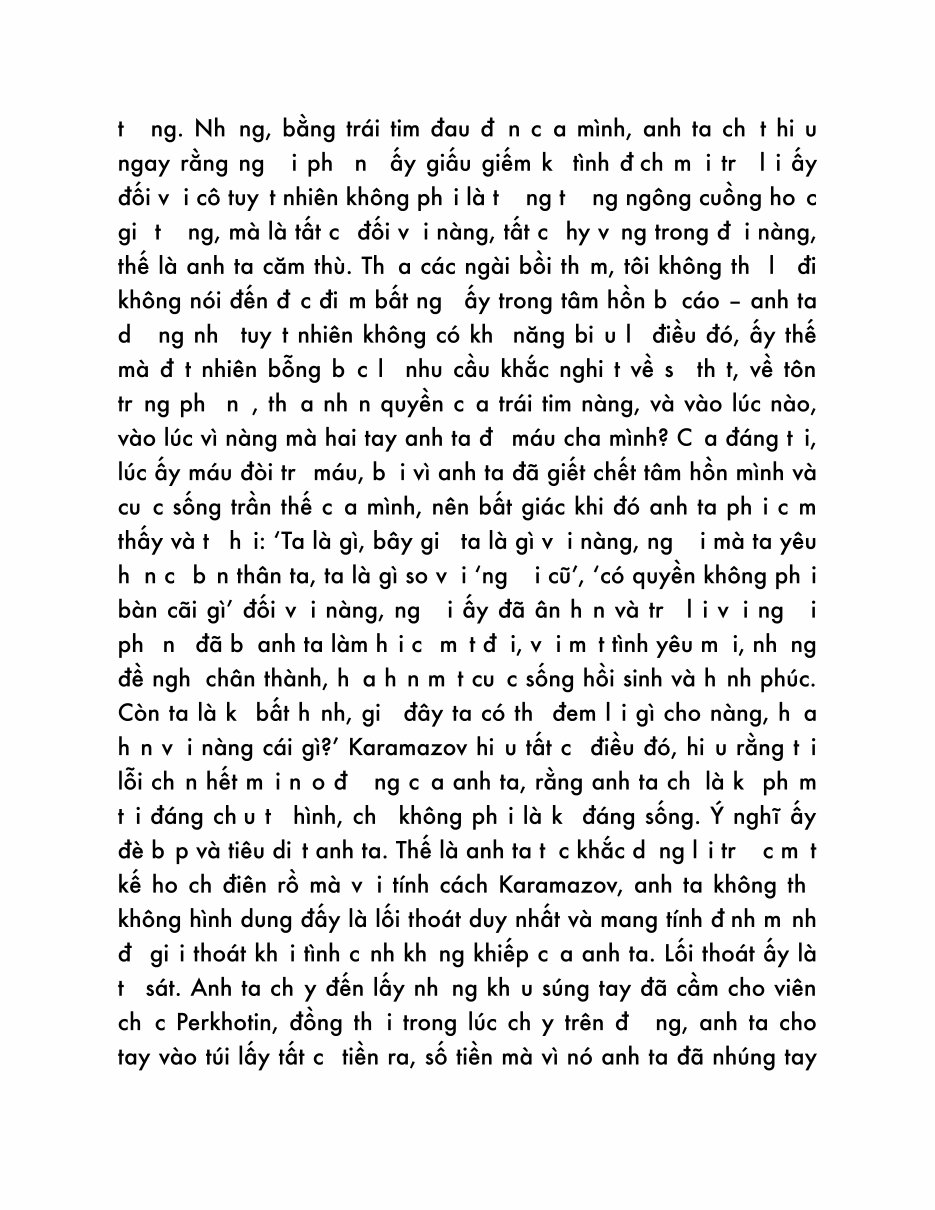 t ng. Nh ng, bằng trái tim đau đ n c a mình, anh ta ch t hi u
ngay rằng ng i ph n ấy giấu giếm k tình đ ch m i tr l i ấy
đối v i cô tuy t nhiên không ph i là t ng t ng ngông cuồng ho c
gi t ng, mà là tất c đối v i nàng, tất c hy v ng trong đ i nàng,
thế là anh ta căm thù. Th a các ngài bồi th m, tôi không th l đi
không nói đến đ c đi m bất ng ấy trong tâm hồn b cáo – anh ta
d ng nh tuy t nhiên không có kh năng bi u l điều đó, ấy thế
mà đ t nhiên bỗng b c l nhu cầu khắc nghi t về s th t, về tôn
tr ng ph n , th a nh n quyền c a trái tim nàng, và vào lúc nào,
vào lúc vì nàng mà hai tay anh ta đ máu cha mình? C a đáng t i,
lúc ấy máu đòi tr máu, b i vì anh ta đã giết chết tâm hồn mình và
cu c sống trần thế c a mình, nên bất giác khi đó anh ta ph i c m
thấy và t h i: ‘Ta là gì, bây gi ta là gì v i nàng, ng i mà ta yêu
h n c b n thân ta, ta là gì so v i ‘ng i cũ’, ‘có quyền không ph i
bàn cãi gì’ đối v i nàng, ng i ấy đã ân h n và tr l i v i ng i
ph n đã b anh ta làm h i c m t đ i, v i m t tình yêu m i, nh ng
đề ngh chân thành, h a h n m t cu c sống hồi sinh và h nh phúc.
Còn ta là k bất h nh, gi đây ta có th đem l i gì cho nàng, h a
h n v i nàng cái gì?’ Karamazov hi u tất c điều đó, hi u rằng t i
lỗi ch n hết m i n o đ ng c a anh ta, rằng anh ta ch là k ph m
t i đáng ch u t hình, ch không ph i là k đáng sống. Ý nghĩ ấy
đè b p và tiêu di t anh ta. Thế là anh ta t c khắc d ng l i tr c m t
kế ho ch điên rồ mà v i tính cách Karamazov, anh ta không th
không hình dung đấy là lối thoát duy nhất và mang tính đ nh m nh
đ gi i thoát kh i tình c nh kh ng khiếp c a anh ta. Lối thoát ấy là
t sát. Anh ta ch y đến lấy nh ng kh u súng tay đã cầm cho viên
ch c Perkhotin, đồng th i trong lúc ch y trên đ ng, anh ta cho
tay vào túi lấy tất c tiền ra, số tiền mà vì nó anh ta đã nhúng tay